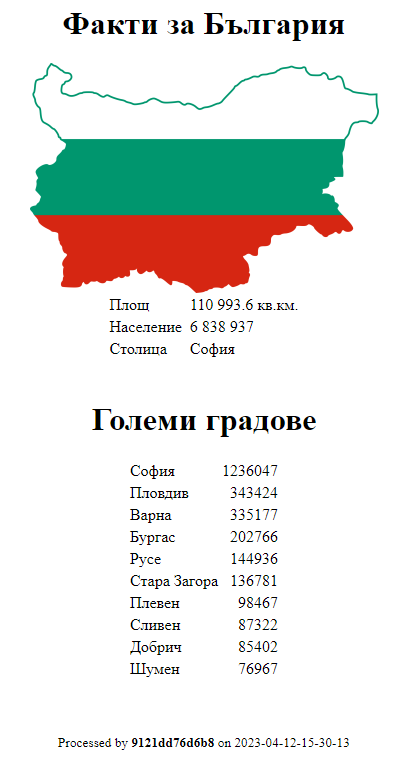 Факти за България
Площ 110 993.6 кв.км.
Население 6 838 937
Столица София
Големи градове
София 1236047
Пловдив 343424
Варна 335177
Бургас 202766
Русе 144936
Стара Загора 136781
Плевен 98467
Сливен 87322
Добрич 85402
Шумен 76967
Processed by 9121dd76d6b8 on 2023-04-12-15-30-13